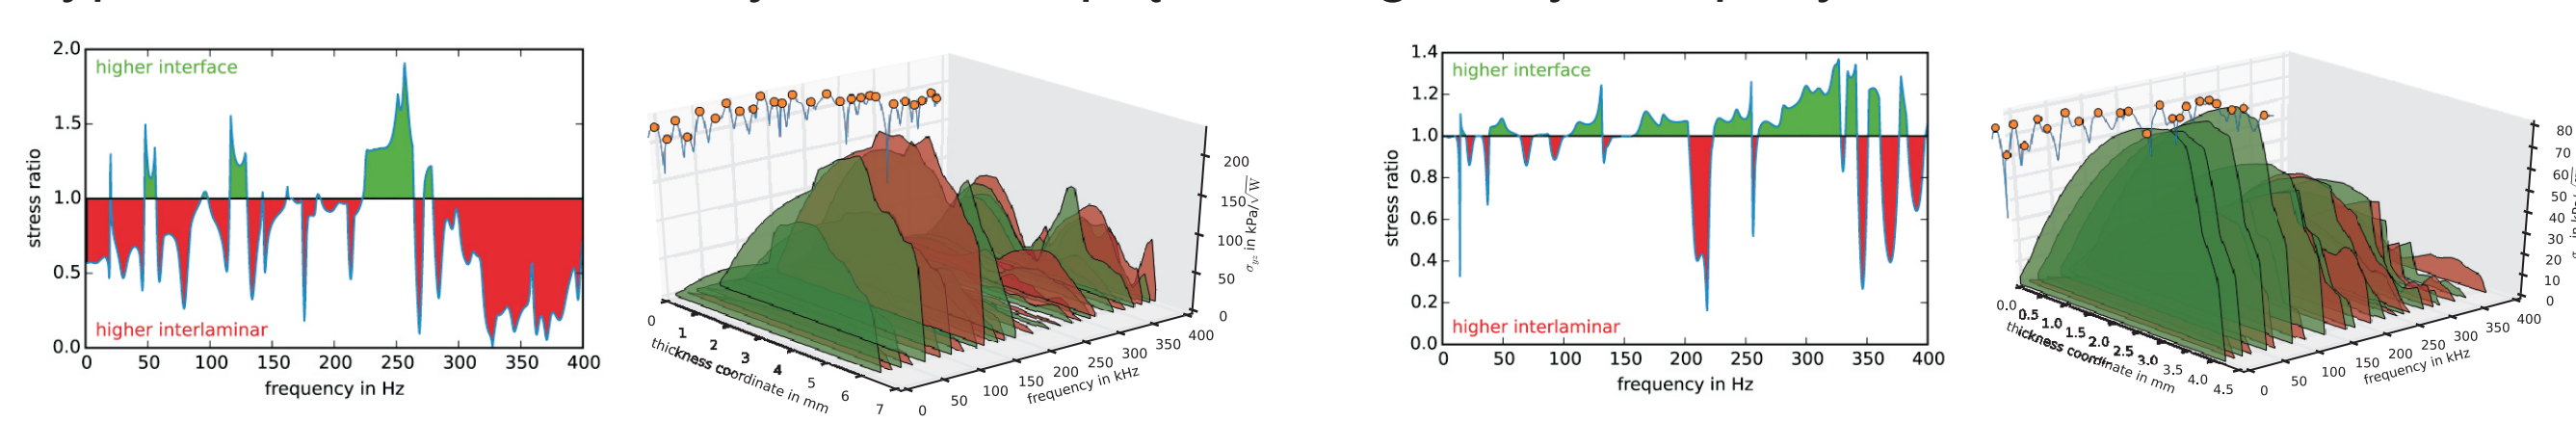 2.0
higher interface
1.5
1.0
0.5
higher interlaminar
0.0
stress ratio
0 50 100 150 200 250 300 350 400
frequency in Hz
200
150
100
50
0
σyz in kPa/√W
0 1 2 3 4 5 6 7
thickness coordinate in mm
0 50 100 150 200 250 300 350 400
frequency in kHz
1.4
higher interface
1.2
1.0
0.8
0.6
0.4
0.2
higher interlaminar
0.0
stress ratio
0 50 100 150 200 250 300 350 400
frequency in Hz
80
70
60
50
40
30
20
10
0
0.0 0.5 1.0 1.5 2.0 2.5 3.0 3.5 4.0 4.5
thickness coordinate in mm
0 50 100 150 200 250 300 350 400
frequency in kHz